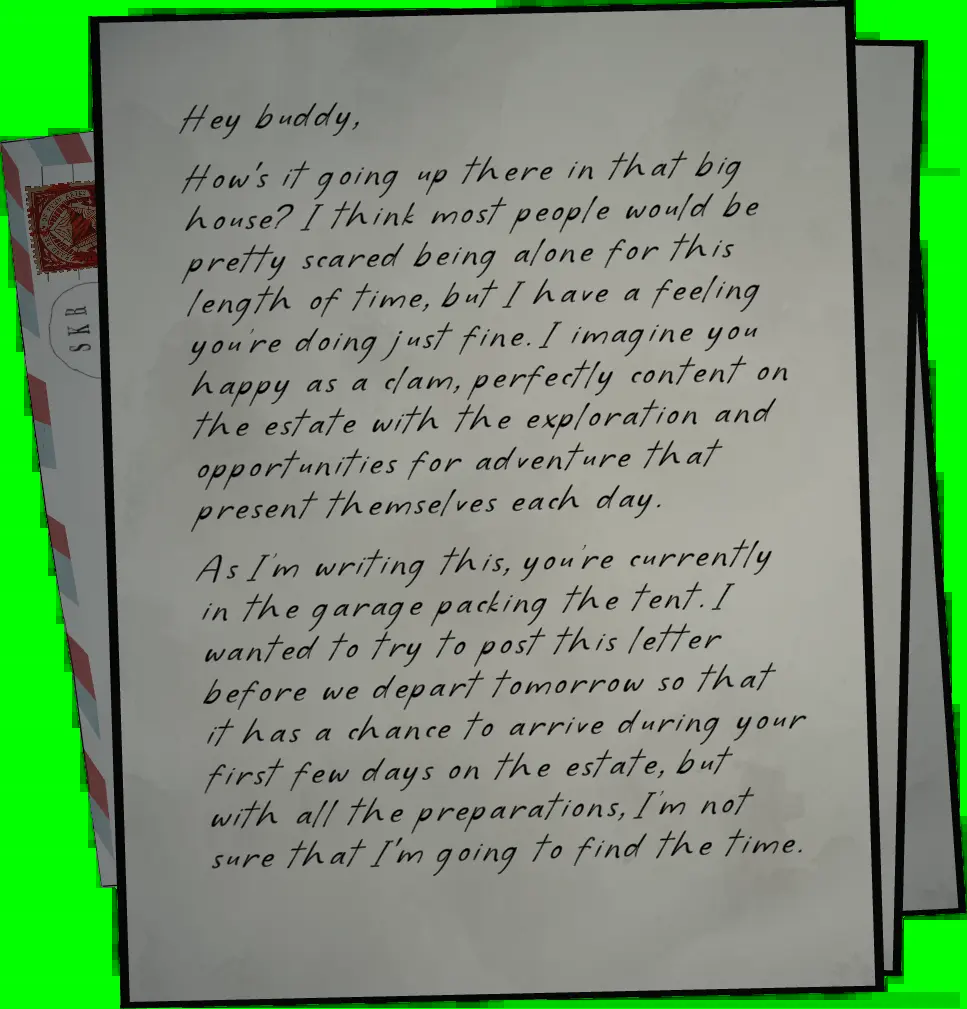 Hey buddy,
How's it going up there in that big
house? I think most people would be
pretty scared being alone for this
length of time, but I have a feeling
you're doing just fine. I imagine you
happy as a clam, perfectly content on
the estate with the exploration and
opportunities for adventure that
present themselves each day.
As I'm writing this, you're currently
in the garage packing the tent. I
wanted to try to post this letter
before we depart tomorrow so that
it has a chance to arrive during your
first few days on the estate, but
with all the preparations, I'm not
sure that I'm going to find the time.
SKR